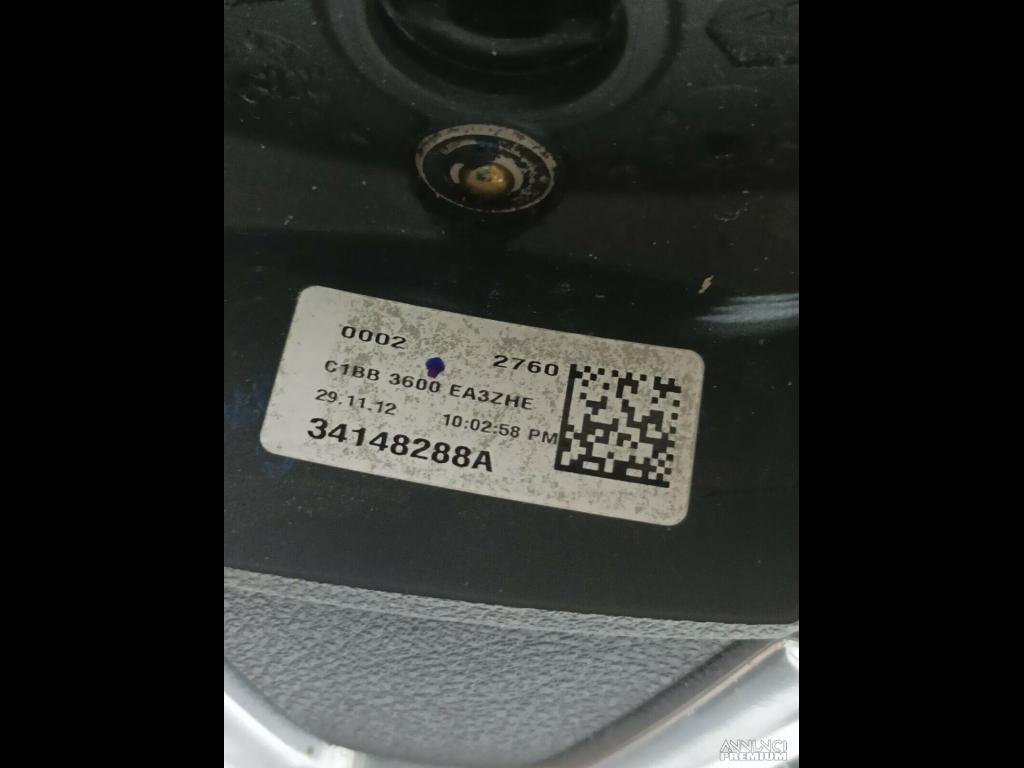 0002 2760
C1BB 3600 EA3ZHE
29.11.12 10:02:58 PM
34148288A
ANNUNCI
PREMIUM